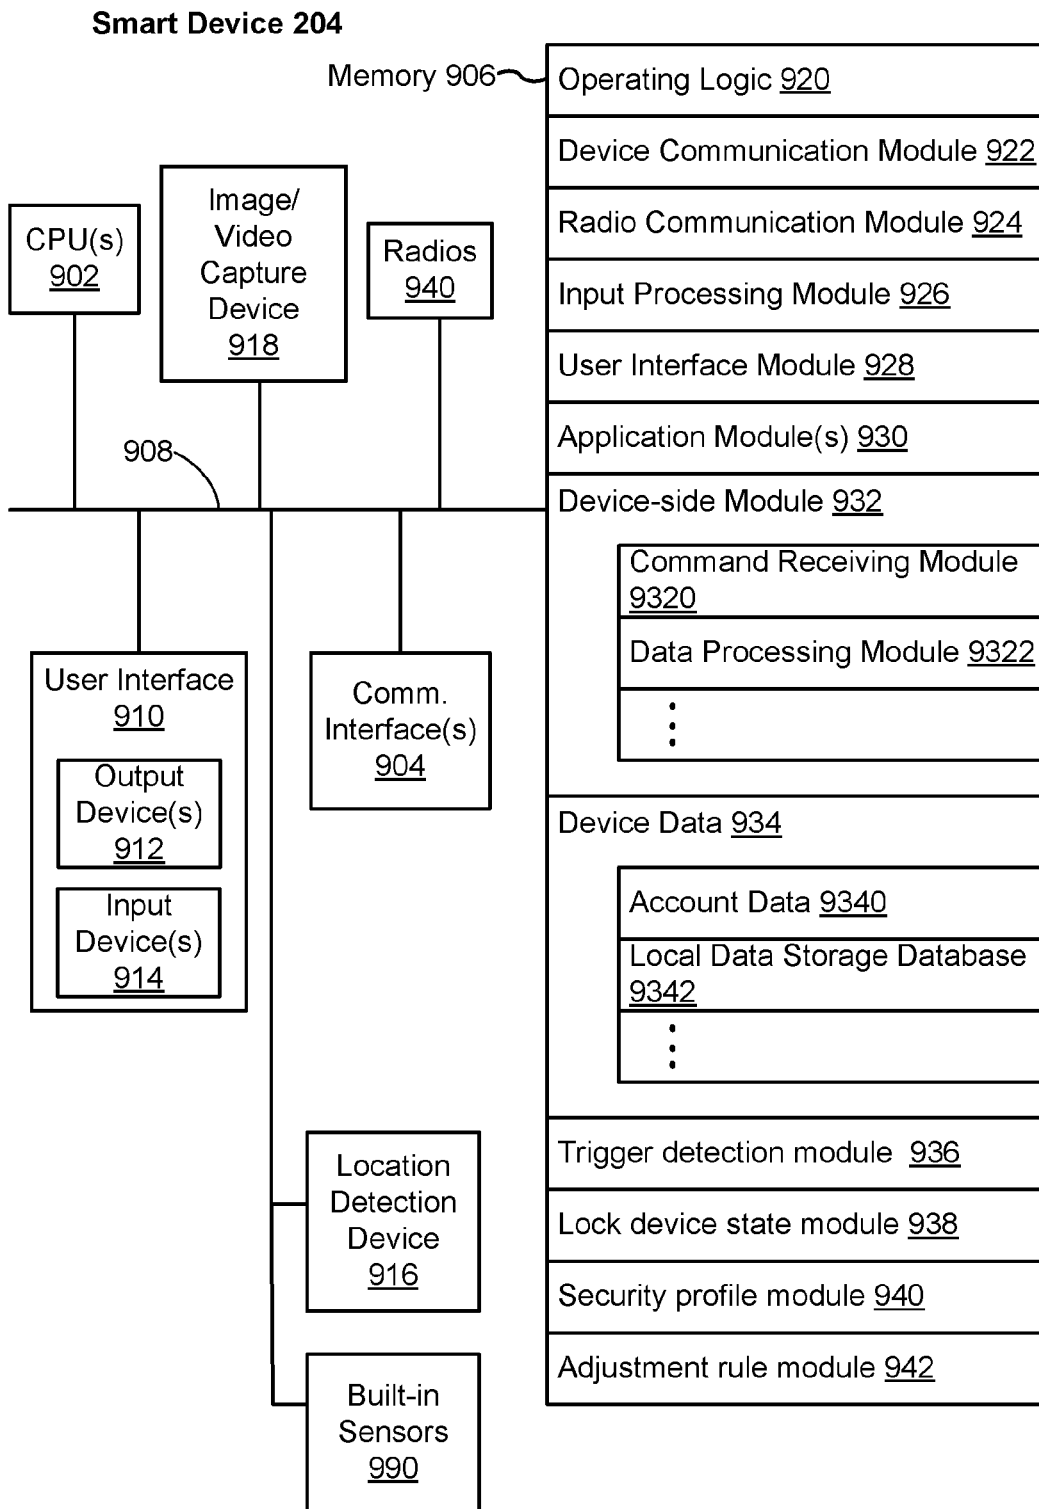 Smart Device 204
Memory 906
Operating Logic 920
Device Communication Module 922
Radio Communication Module 924
Input Processing Module 926
User Interface Module 928
Application Module(s) 930
Device-side Module 932
Command Receiving Module
9320
Data Processing Module 9322
Device Data 934
Account Data 9340
Local Data Storage Database
9342
Trigger detection module 936
Lock device state module 938
Security profile module 940
Adjustment rule module 942
CPU(s)
902
Image/
Video
Capture
Device
918
Radios
940
908
User Interface
910
Output
Device(s)
912
Input
Device(s)
914
Comm.
Interface(s)
904
Location
Detection
Device
916
Built-in
Sensors
990